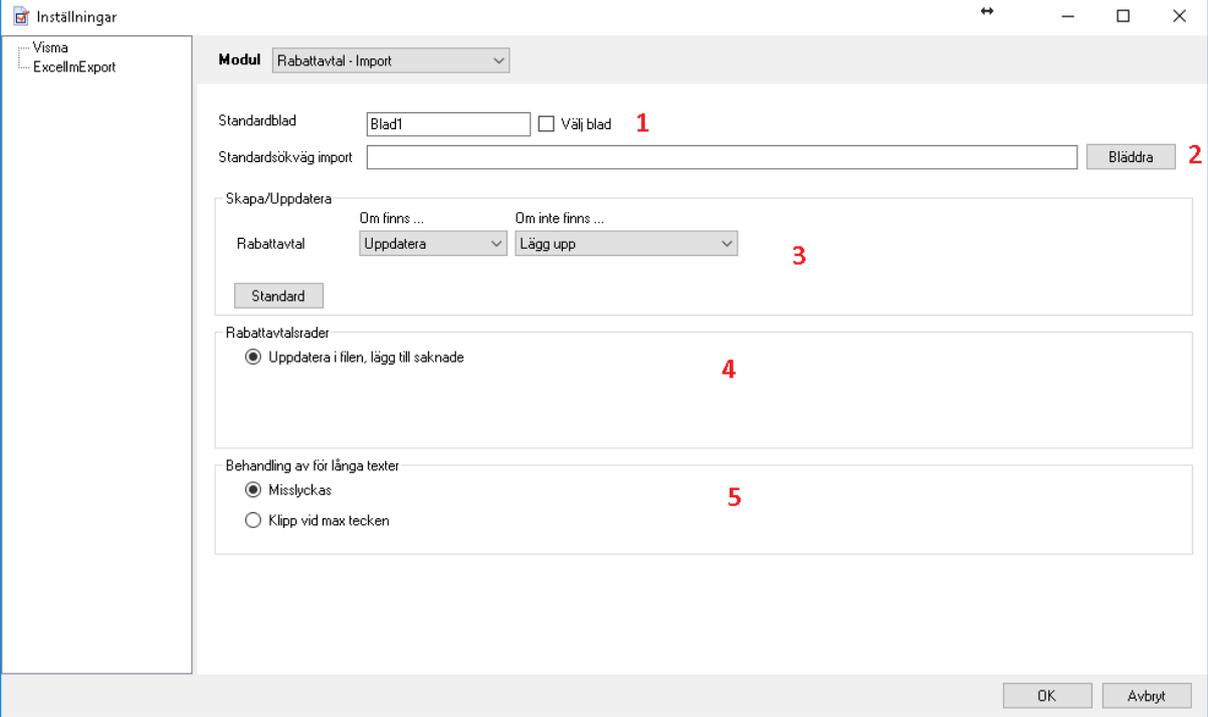 Inställningar
Visma
ExcelImExport
Modul Rabattavtal - Import
Standardblad Blad1 Välj blad 1
Standardsökväg import Bläddra 2
Skapa/Uppdatera
Om finns ... Om inte finns ...
Rabattavtal Uppdatera Lägg upp 3
Standard
Rabattavtalsrader
Uppdatera i filen, lägg till saknade 4
Behandling av för långa texter
Misslyckas 5
Klipp vid max tecken
OK Avbryt